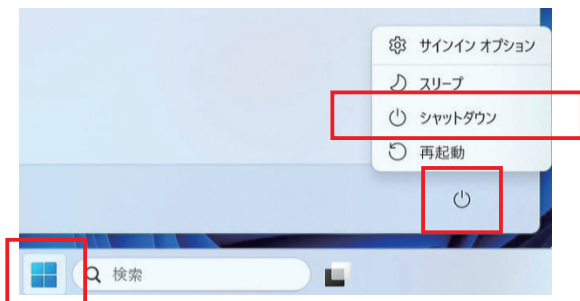 サインイン オプション
スリープ
シャットダウン
再起動
検索